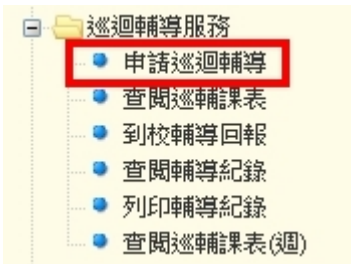 巡迴輔導服務
申請巡迴輔導
查閱巡輔課表
到校輔導回報
查閱輔導紀錄
列印輔導紀錄
查閱巡輔課表(週)